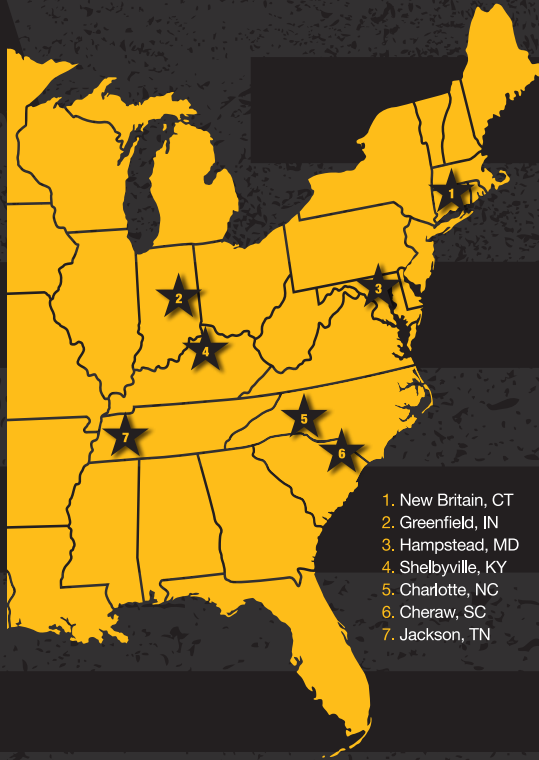 1
2
3
4
5
6
7
1. New Britain, CT
2. Greenfield, IN
3. Hampstead, MD
4. Shelbyville, KY
5. Charlotte, NC
6. Cheraw, SC
7. Jackson, TN